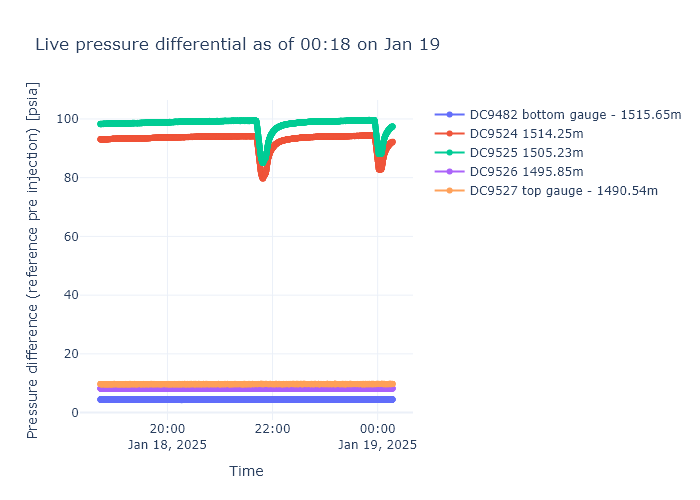 Live pressure differential as of 00:18 on Jan 19
Pressure difference (reference pre injection) [psia]
100
80
60
40
20
0
20:00
Jan 18, 2025
22:00
00:00
Jan 19, 2025
Time
DC9482 bottom gauge - 1515.65m
DC9524 1514.25m
DC9525 1505.23m
DC9526 1495.85m
DC9527 top gauge - 1490.54m